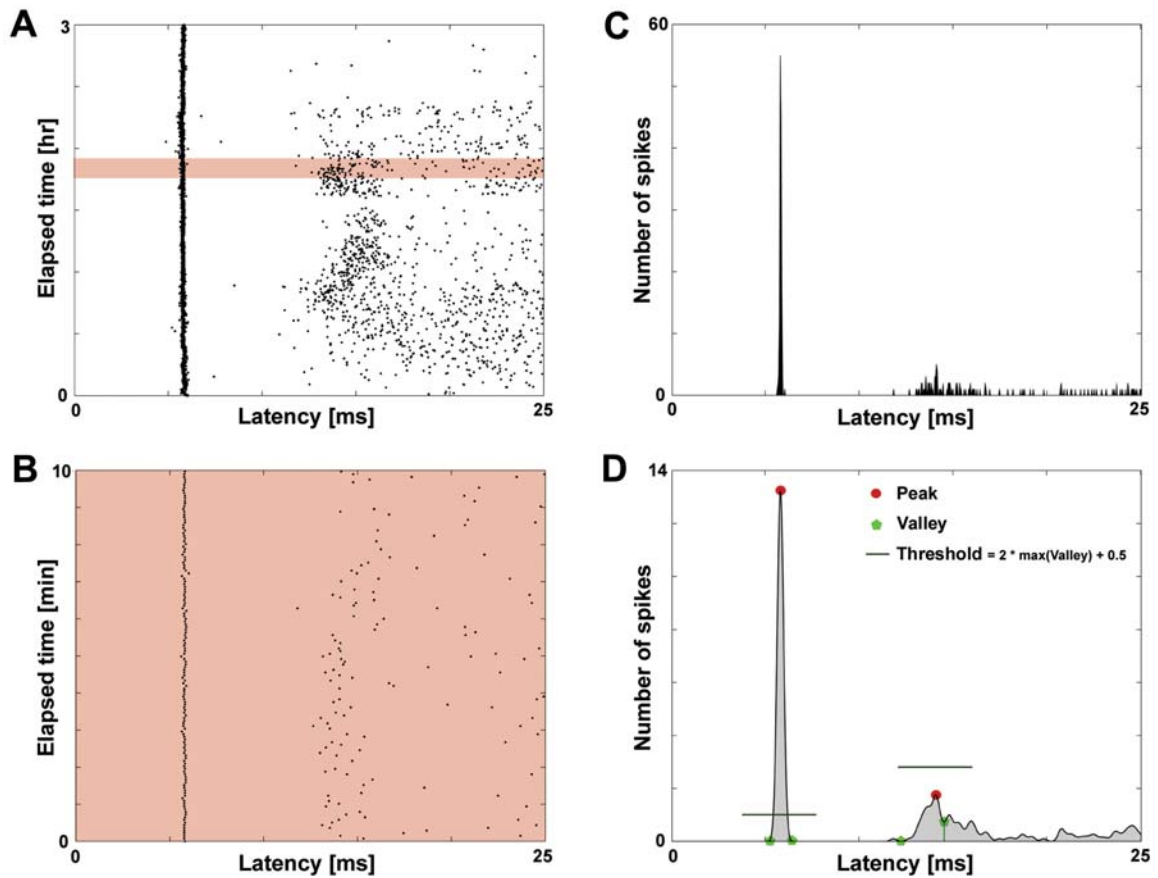 A
3
Elapsed time [hr]
0
0
Latency [ms]
25
C
60
Number of spikes
0
0
Latency [ms]
25
B
10
Elapsed time [min]
0
0
Latency [ms]
25
D
14
Peak
Valley
Threshold = 2 * max(Valley) + 0.5
Number of spikes
0
0
Latency [ms]
25